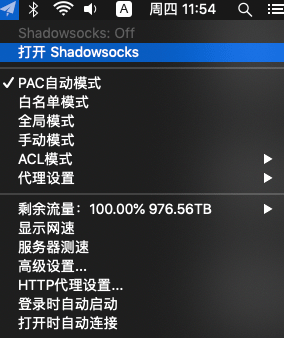 A 周四 11:54
Shadowsocks: Off
打开 Shadowsocks
PAC自动模式
白名单模式
全局模式
手动模式
ACL模式
代理设置
剩余流量：100.00% 976.56TB
显示网速
服务器测速
高级设置...
HTTP代理设置...
登录时自动启动
打开时自动连接